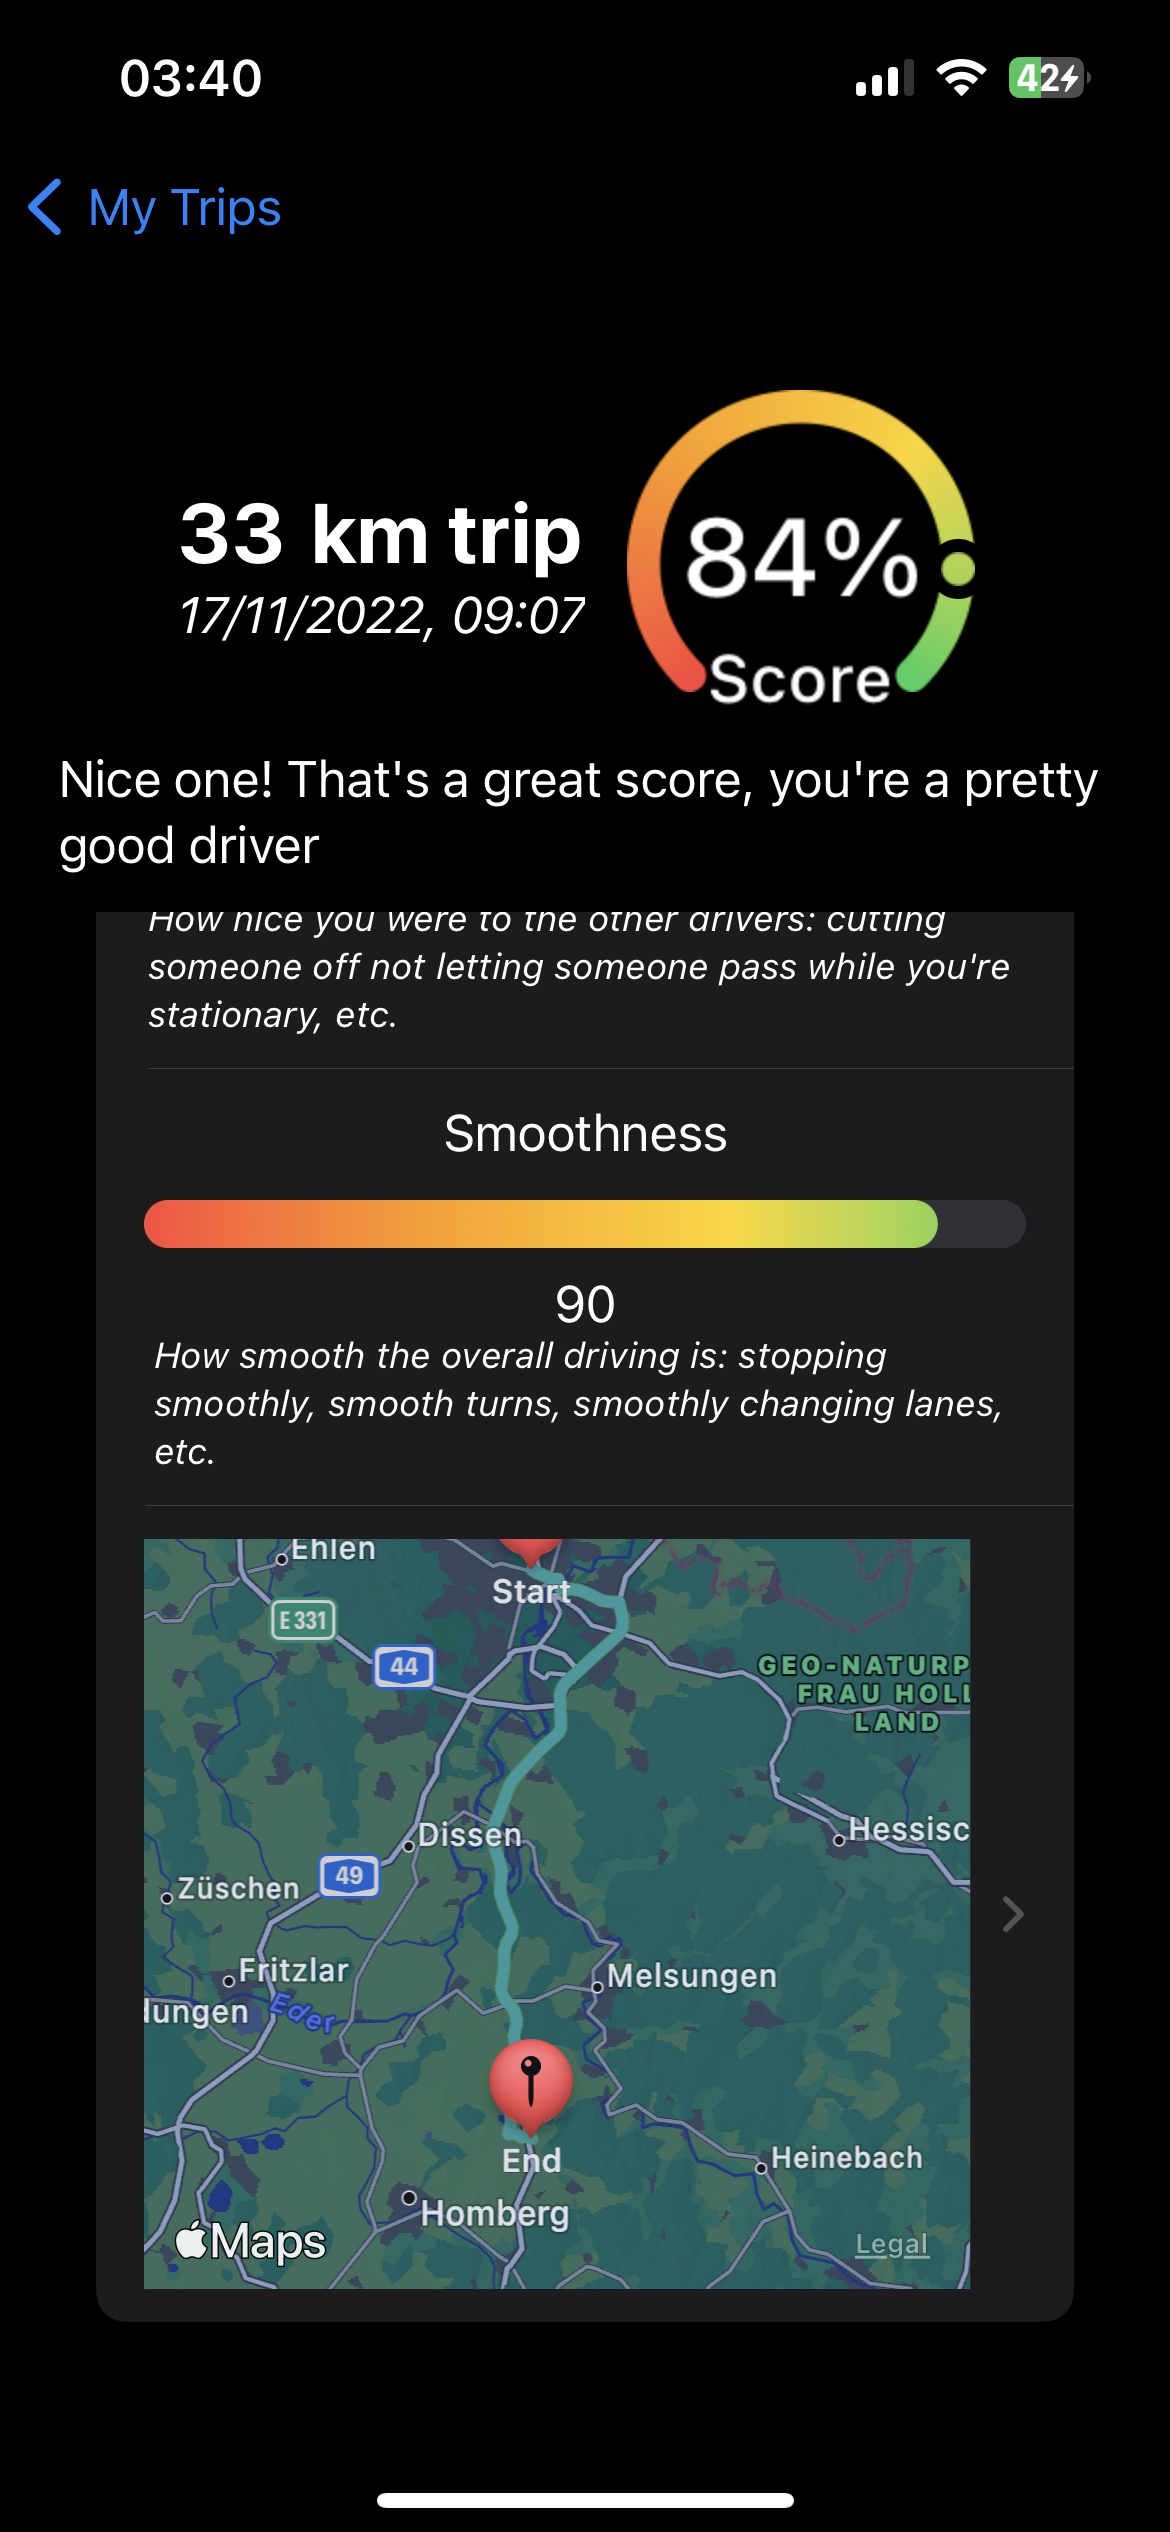 03:40
42
My Trips
33 km trip
17/11/2022, 09:07
84%
Score
Nice one! That's a great score, you're a pretty
good driver
How nice you were to the other drivers: cutting
someone off not letting someone pass while you're
stationary, etc.
Smoothness
90
How smooth the overall driving is: stopping
smoothly, smooth turns, smoothly changing lanes,
etc.
Ehlen
Start
E 331
44
GEO-NATURP
FRAU HOLL
LAND
Dissen
Hessisc
49
Züschen
Fritzlar
Melsungen
dungen
Eder
End
Heinebach
Homberg
Maps
Legal